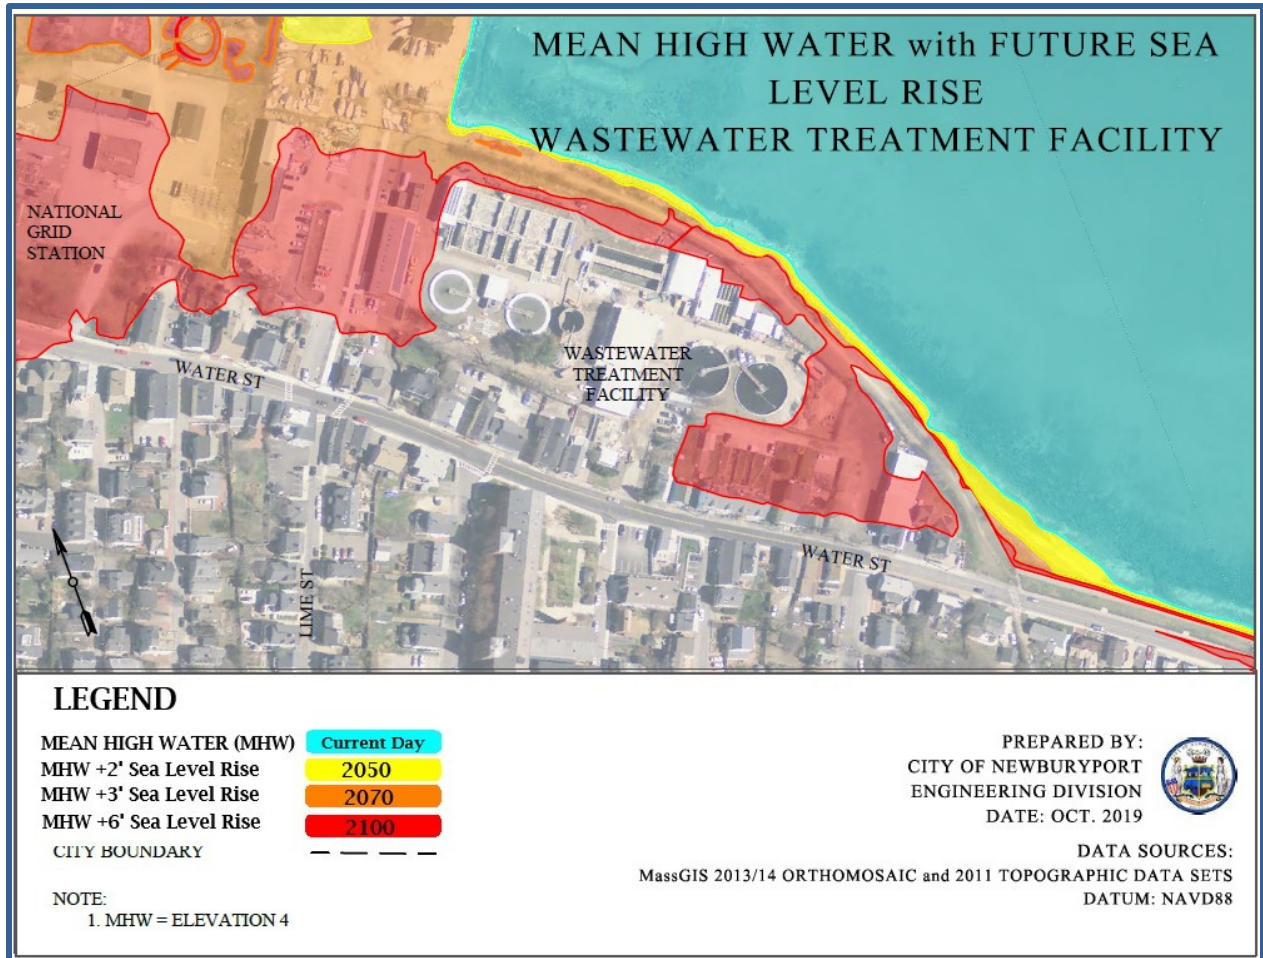 MEAN HIGH WATER with FUTURE SEA
LEVEL RISE
WASTEWATER TREATMENT FACILITY
NATIONAL
GRID
STATION
WATER ST
WASTEWATER
TREATMENT
FACILITY
WATER ST
LIME ST
LEGEND
MEAN HIGH WATER (MHW) Current Day
MHW +2' Sea Level Rise 2050
MHW +3' Sea Level Rise 2070
MHW +6' Sea Level Rise 2100
CITY BOUNDARY
NOTE:
1. MHW = ELEVATION 4
PREPARED BY:
CITY OF NEWBURYPORT
ENGINEERING DIVISION
DATE: OCT. 2019
DATA SOURCES:
MassGIS 2013/14 ORTHOMOSAIC and 2011 TOPOGRAPHIC DATA SETS
DATUM: NAVD88